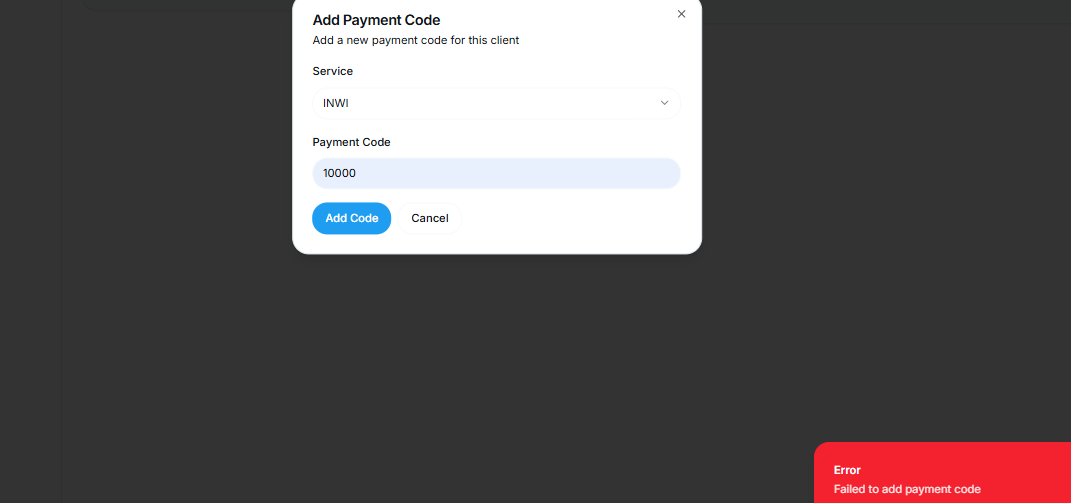 Add Payment Code
Add a new payment code for this client
Service
INWI
Payment Code
10000
Add Code
Cancel
Error
Failed to add payment code